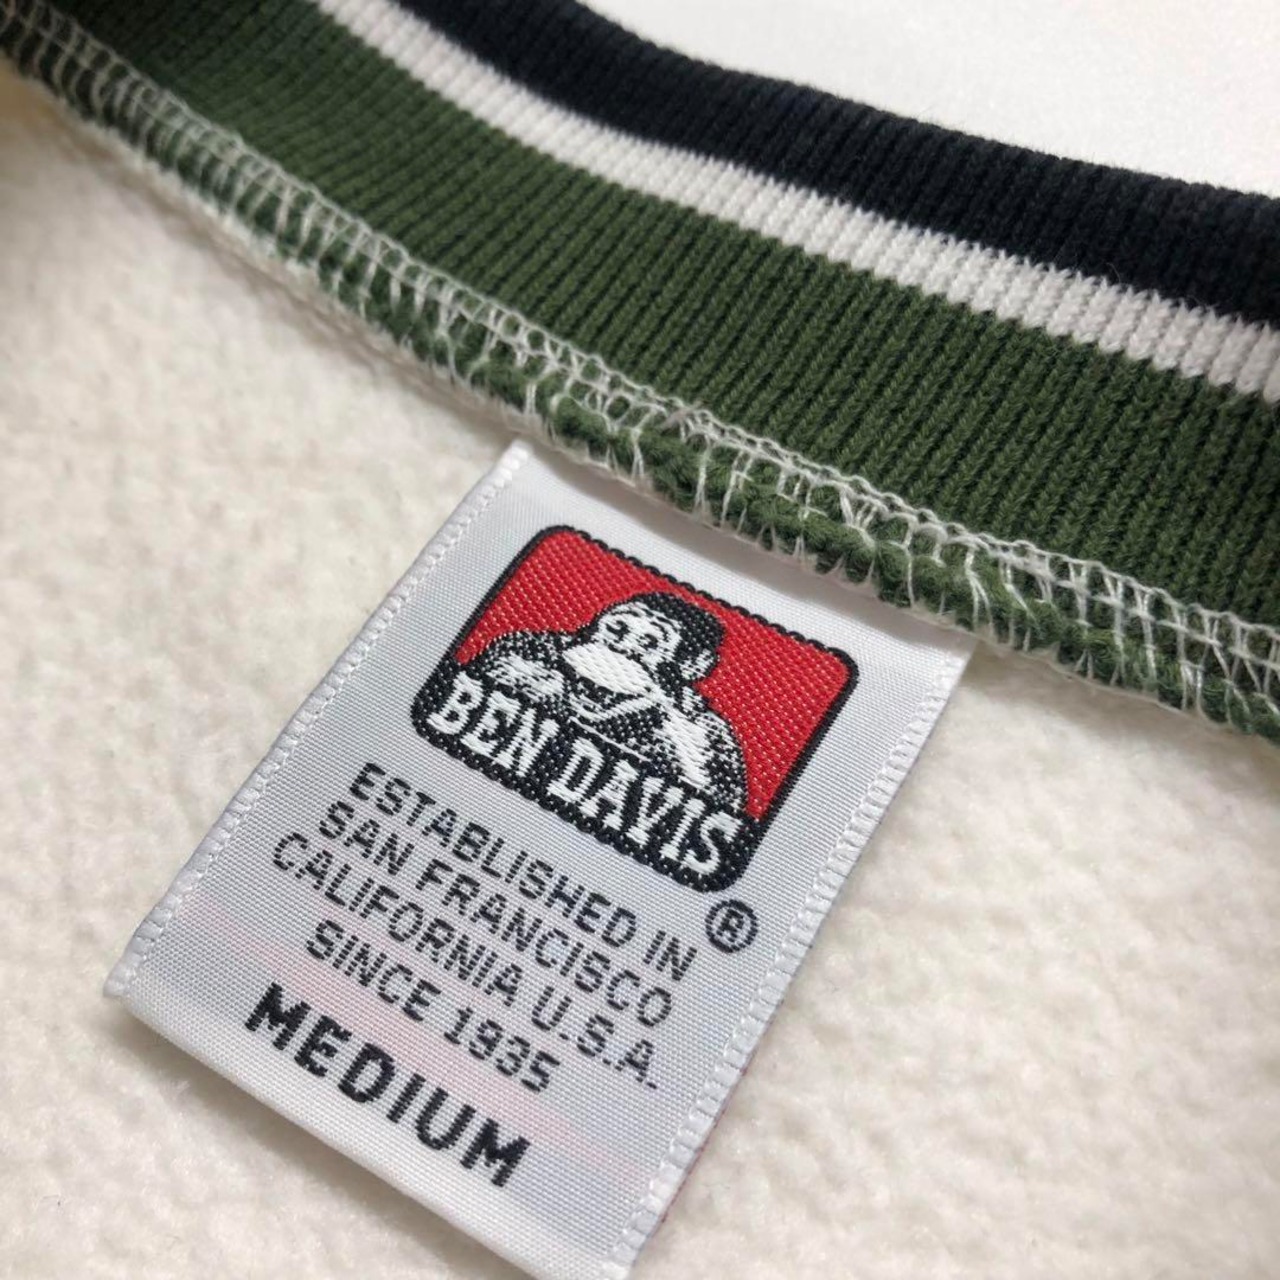 BEN DAVIS
®
ESTABLISHED IN
SAN FRANCISCO
CALIFORNIA U.S.A.
SINCE 1935
MEDIUM